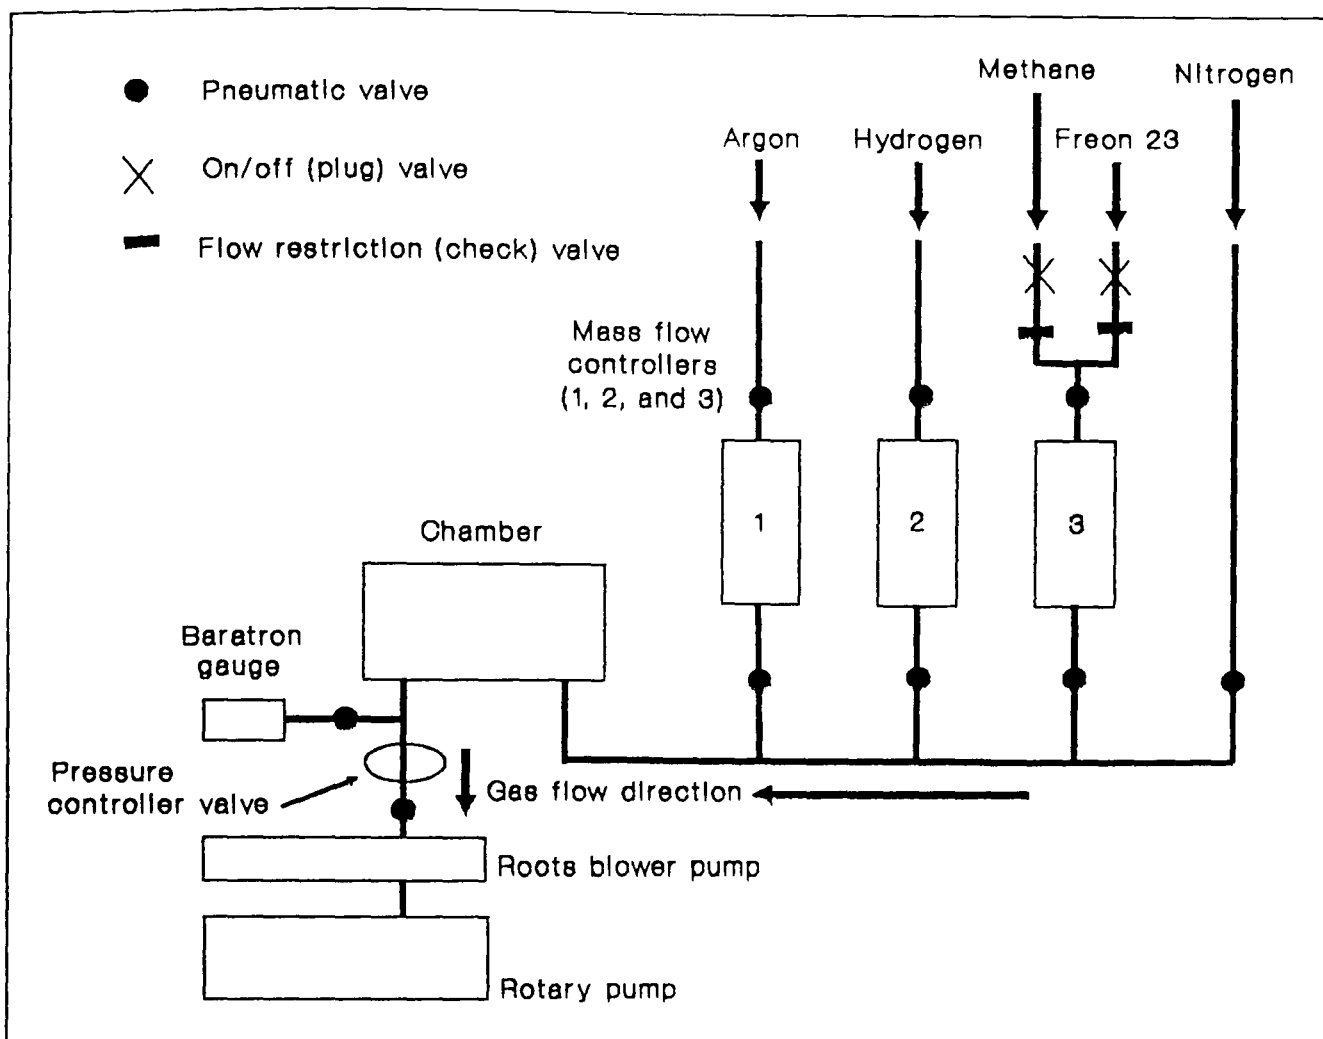 Pneumatic valve
On/off (plug) valve
Flow restriction (check) valve
Methane
Nitrogen
Argon
Hydrogen
Freon 23
Mass flow
controllers
(1, 2, and 3)
1
2
3
Chamber
Baratron
gauge
Pressure
controller valve
Gas flow direction
Roots blower pump
Rotary pump